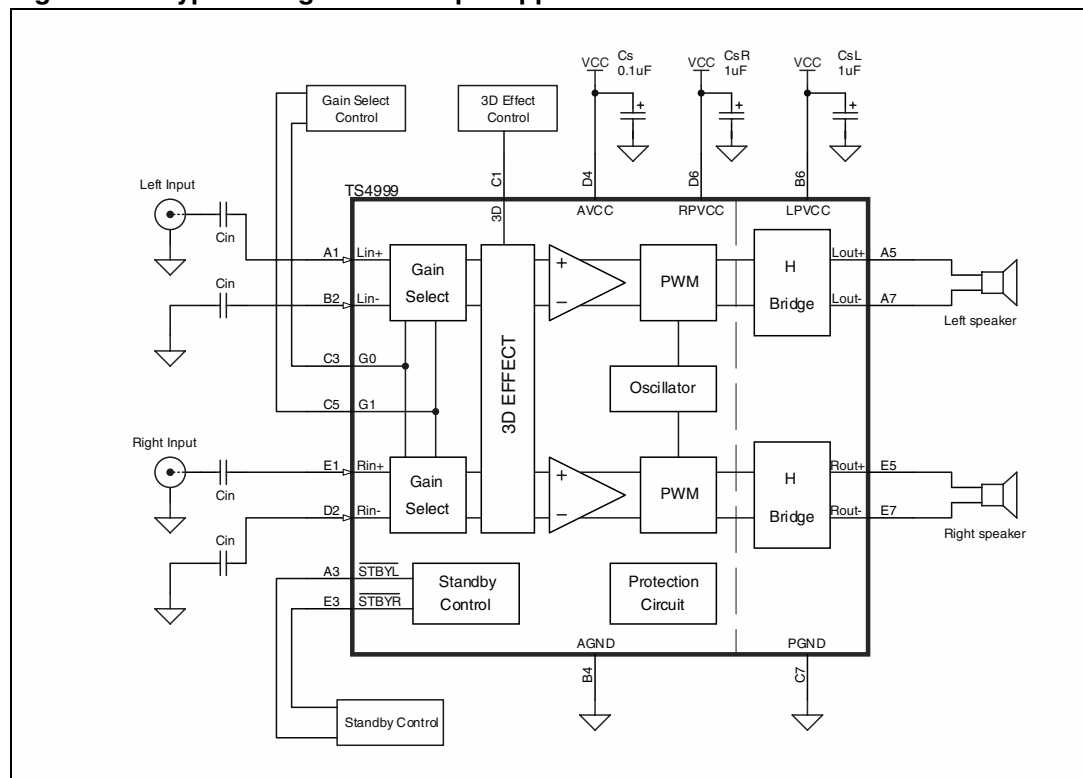 VCC
Cs
0.1uF
VCC
CsR
1uF
VCC
CsL
1uF
Gain Select
Control
3D Effect
Control
C1
D4
D6
B6
TS4999
3D
AVCC
RPVCC
LPVCC
Left Input
Cin
A1
Lin+
Gain
Select
+
−
PWM
H
Bridge
Lout+
A5
Cin
B2
Lin-
Lout-
A7
Left speaker
C3
G0
3D EFFECT
Oscillator
C5
G1
Right Input
Cin
E1
Rin+
Gain
Select
+
−
PWM
H
Bridge
Rout+
E5
D2
Rin-
Rout-
E7
Right speaker
Cin
A3
STBYL
Standby
Control
Protection
Circuit
E3
STBYR
AGND
PGND
B4
C7
Standby Control